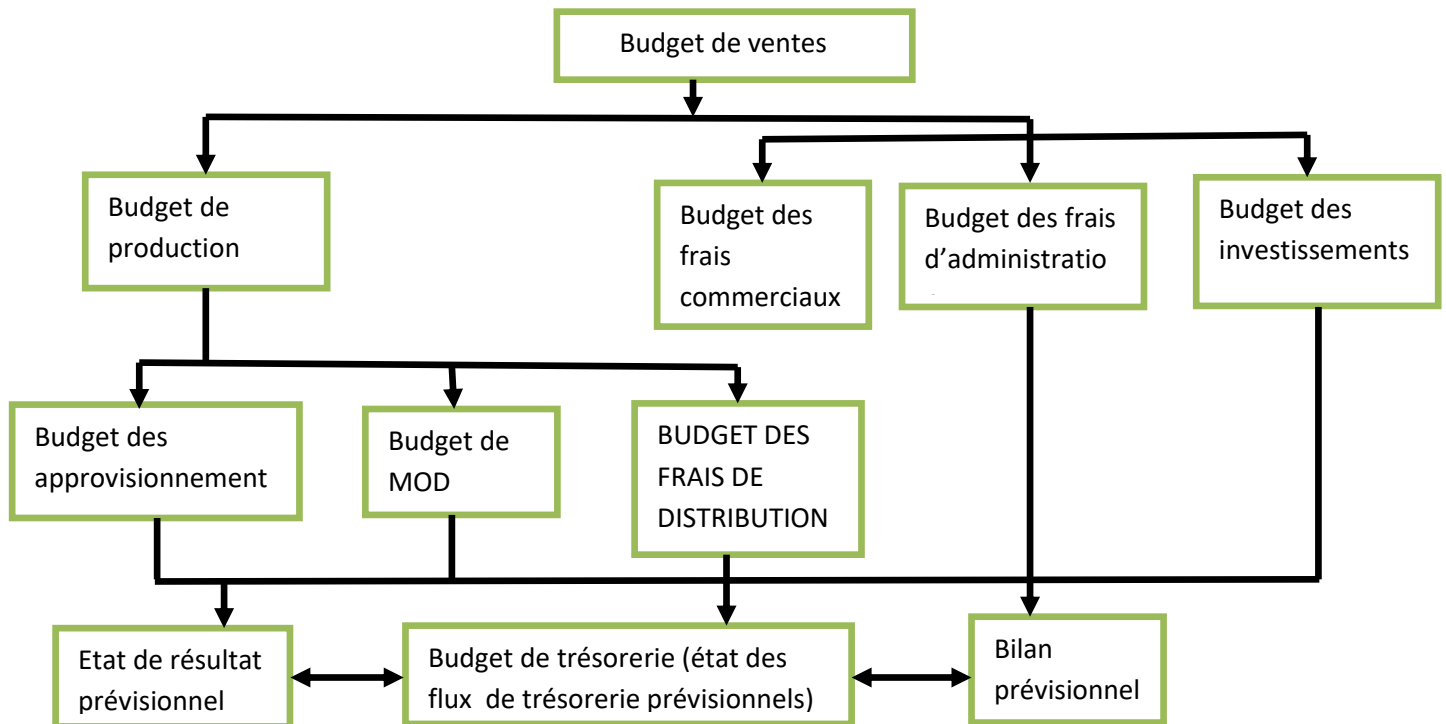 Budget de ventes
Budget de
production
Budget des
frais
commerciaux
Budget des frais
d’administratio
Budget des
investissements
Budget des
approvisionnement
Budget de
MOD
BUDGET DES
FRAIS DE
DISTRIBUTION
Etat de résultat
prévisionnel
Budget de trésorerie (état des
flux de trésorerie prévisionnels)
Bilan
prévisionnel